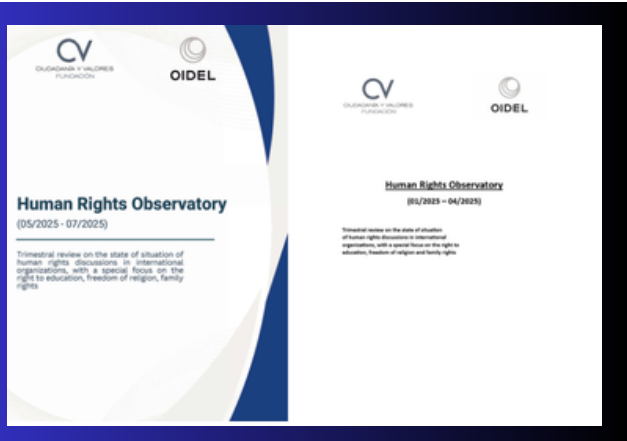 CV
CIUDADANÍA Y VALORES
FUNDACIÓN
OIDEL
Human Rights Observatory
(05/2025 - 07/2025)
Trimestral review on the state of situation of
human rights discussions in international
organizations, with a special focus on the
right to education, freedom of religion, family
rights
CV
CIUDADANÍA Y VALORES
FUNDACIÓN
OIDEL
Human Rights Observatory
(01/2025 – 04/2025)
Trimestral review on the state of situation
of human rights discussions in international
organizations, with a special focus on the right to
education, freedom of religion and family rights